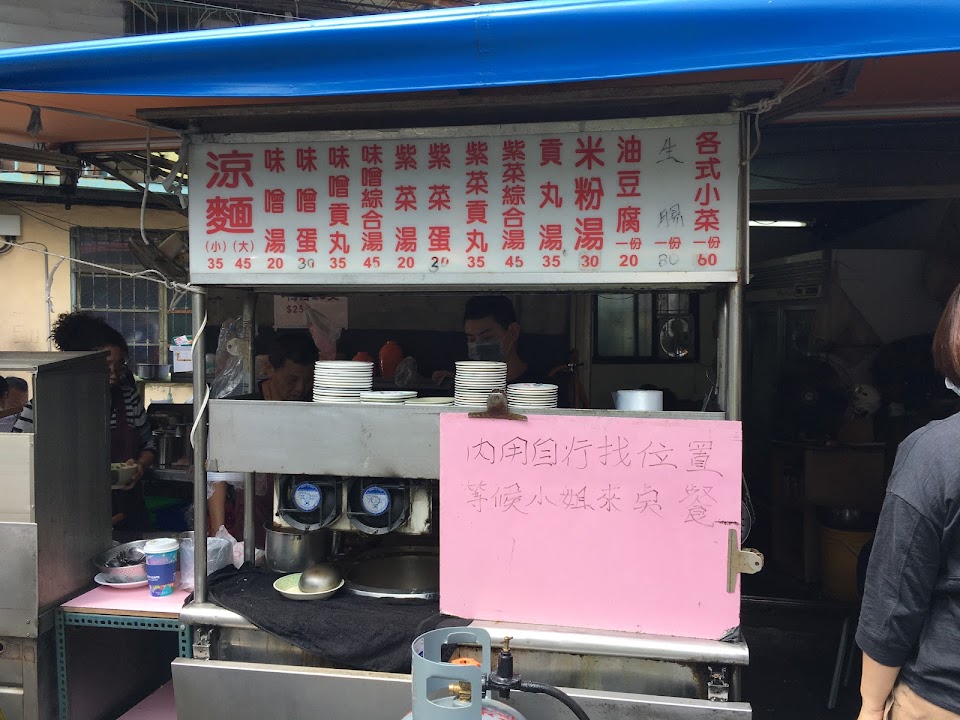 涼麵 (小) (大) 35 45
味噌湯 20
味噌蛋 30
味噌貢丸 35
味噌綜合湯 45
紫菜湯 20
紫菜蛋 30
紫菜貢丸 35
紫菜綜合湯 45
貢丸湯 35
米粉湯 30
油豆腐 一份 20
生腸 一份 80
各式小菜 一份 60
$25
內用自行找位置
等候小姐來點餐